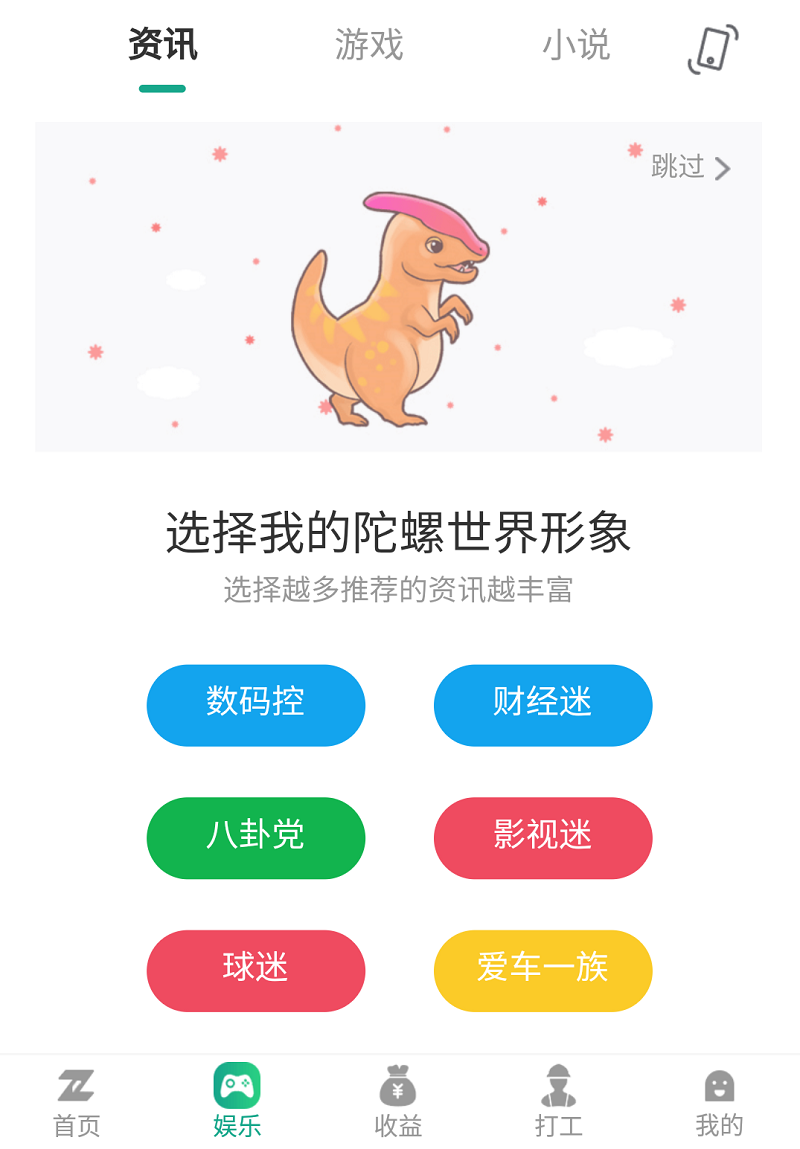 资讯 游戏 小说
跳过
选择我的陀螺世界形象
选择越多推荐的资讯越丰富
数码控 财经迷
八卦党 影视迷
球迷 爱车一族
首页 娱乐 收益 打工 我的